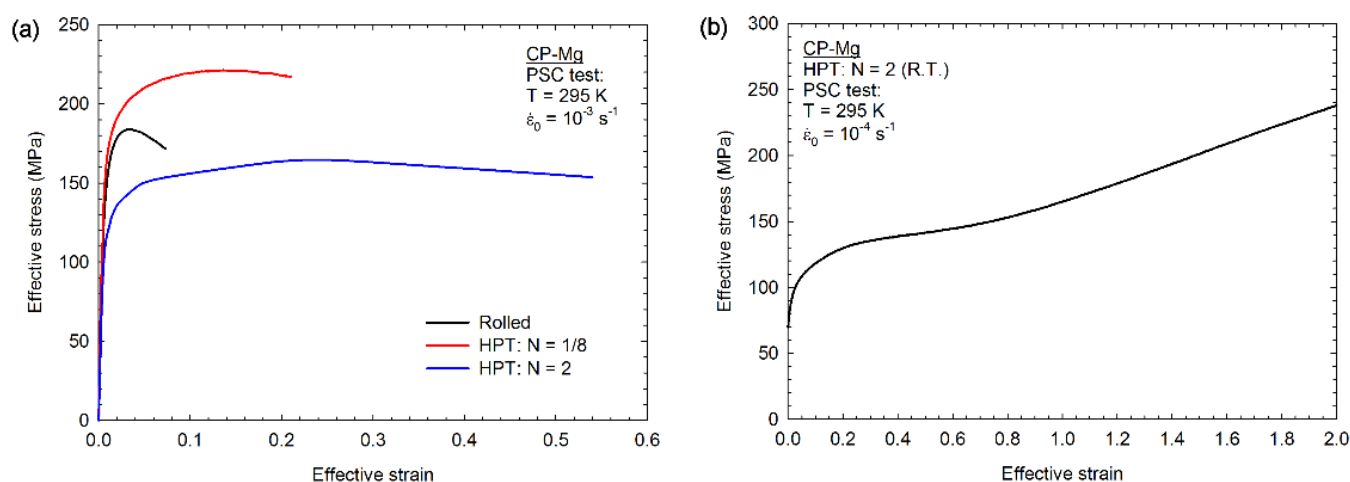 (a)
250
200
150
100
50
0
Effective stress (MPa)
CP-Mg
PSC test:
T = 295 K
ε̇₀ = 10⁻³ s⁻¹
Rolled
HPT: N = 1/8
HPT: N = 2
0.0 0.1 0.2 0.3 0.4 0.5 0.6
Effective strain
(b)
300
250
200
150
100
50
0
Effective stress (MPa)
CP-Mg
HPT: N = 2 (R.T.)
PSC test:
T = 295 K
ε̇₀ = 10⁻⁴ s⁻¹
0.0 0.2 0.4 0.6 0.8 1.0 1.2 1.4 1.6 1.8 2.0
Effective strain